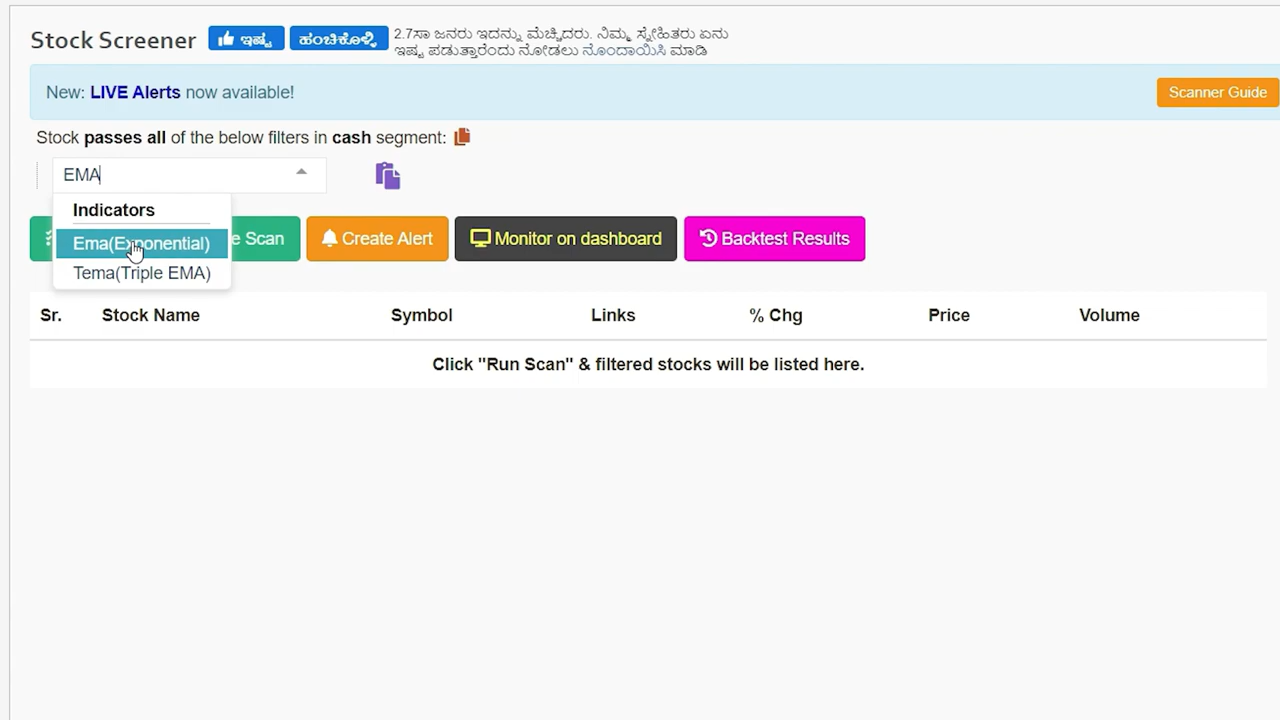 Stock Screener
ಇಷ್ಟ
ಹಂಚಿಕೊಳ್ಳಿ
2.7ಸಾ ಜನರು ಇದನ್ನು ಮೆಚ್ಚಿದರು. ನಿಮ್ಮ ಸ್ನೇಹಿತರು ಏನು
ಇಷ್ಟ ಪಡುತ್ತಾರೆಂದು ನೋಡಲು ನೊಂದಾಯಿಸಿ ಮಾಡಿ
New: LIVE Alerts now available!
Scanner Guide
Stock passes all of the below filters in cash segment:
EMA
Indicators
Ema(Exponential)
Tema(Triple EMA)
e Scan
Create Alert
Monitor on dashboard
Backtest Results
Sr. Stock Name Symbol Links % Chg Price Volume
Click "Run Scan" & filtered stocks will be listed here.